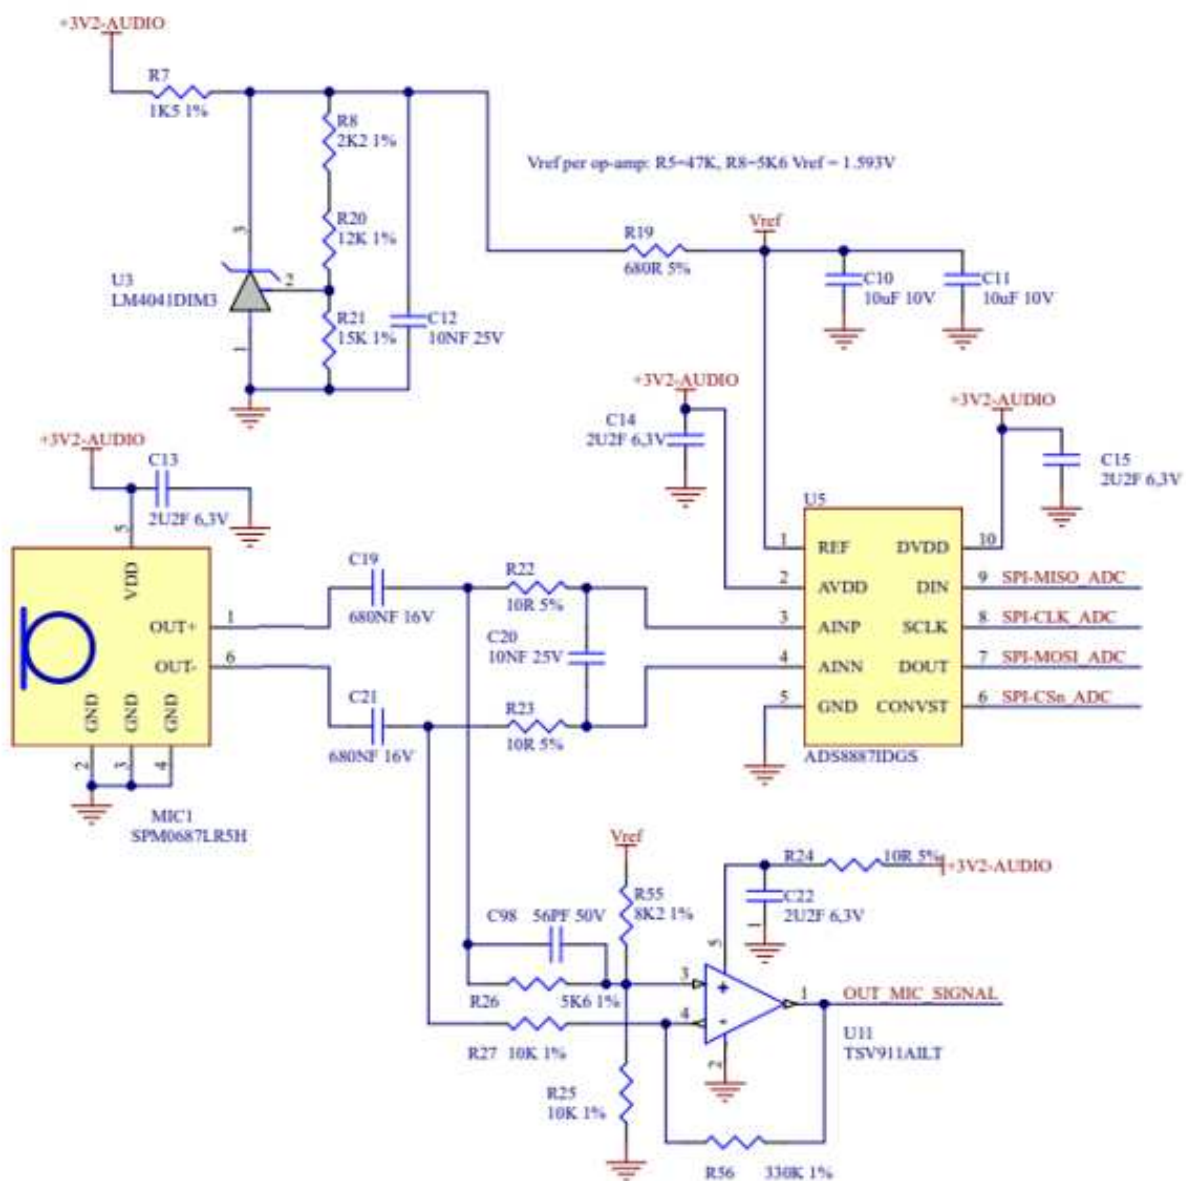 +3V2-AUDIO
R7
1K5 1%
R8
2K2 1%
Vref per op-amp: R5=47K, R8=5K6 Vref = 1.593V
R20
12K 1%
3
2
U3
LM4041DIM3
R21
15K 1%
1
C12
10NF 25V
R19
680R 5%
Vref
C10
10uF 10V
C11
10uF 10V
+3V2-AUDIO
C14
2U2F 6,3V
+3V2-AUDIO
C15
2U2F 6,3V
+3V2-AUDIO
C13
2U2F 6,3V
5
VDD
OUT+
1
OUT-
6
GND
GND
GND
2
3
4
MIC1
SPM0687LR5H
C19
680NF 16V
C21
680NF 16V
R22
10R 5%
C20
10NF 25V
R23
10R 5%
U5
1
REF
DVDD
10
2
AVDD
DIN
9
SPI-MISO_ADC
3
AINP
SCLK
8
SPI-CLK_ADC
4
AINN
DOUT
7
SPI-MOSI_ADC
5
GND
CONVST
6
SPI-CSn_ADC
ADS8887IDGS
Vref
R55
8K2 1%
C98
56PF 50V
R26
5K6 1%
R27 10K 1%
R25
10K 1%
R24
10R 5%
+3V2-AUDIO
C22
2U2F 6,3V
1
5
3
+
4
-
2
1
OUT_MIC_SIGNAL
U11
TSV911AILT
R56
330K 1%